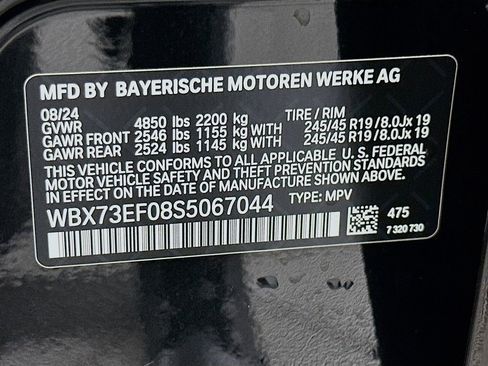 MFD BY BAYERISCHE MOTOREN WERKE AG
08/24 TIRE / RIM
GVWR 4850 lbs 2200 kg
GAWR FRONT 2546 lbs 1155 kg WITH 245/45 R19 / 8.0Jx 19
GAWR REAR 2524 lbs 1145 kg WITH 245/45 R19 / 8.0Jx 19
THIS VEHICLE CONFORMS TO ALL APPLICABLE U. S. FEDERAL
MOTOR VEHICLE SAFETY AND THEFT PREVENTION STANDARDS
IN EFFECT ON THE DATE OF MANUFACTURE SHOWN ABOVE.
WBX73EF08S5067044 TYPE: MPV
475
7 320 730